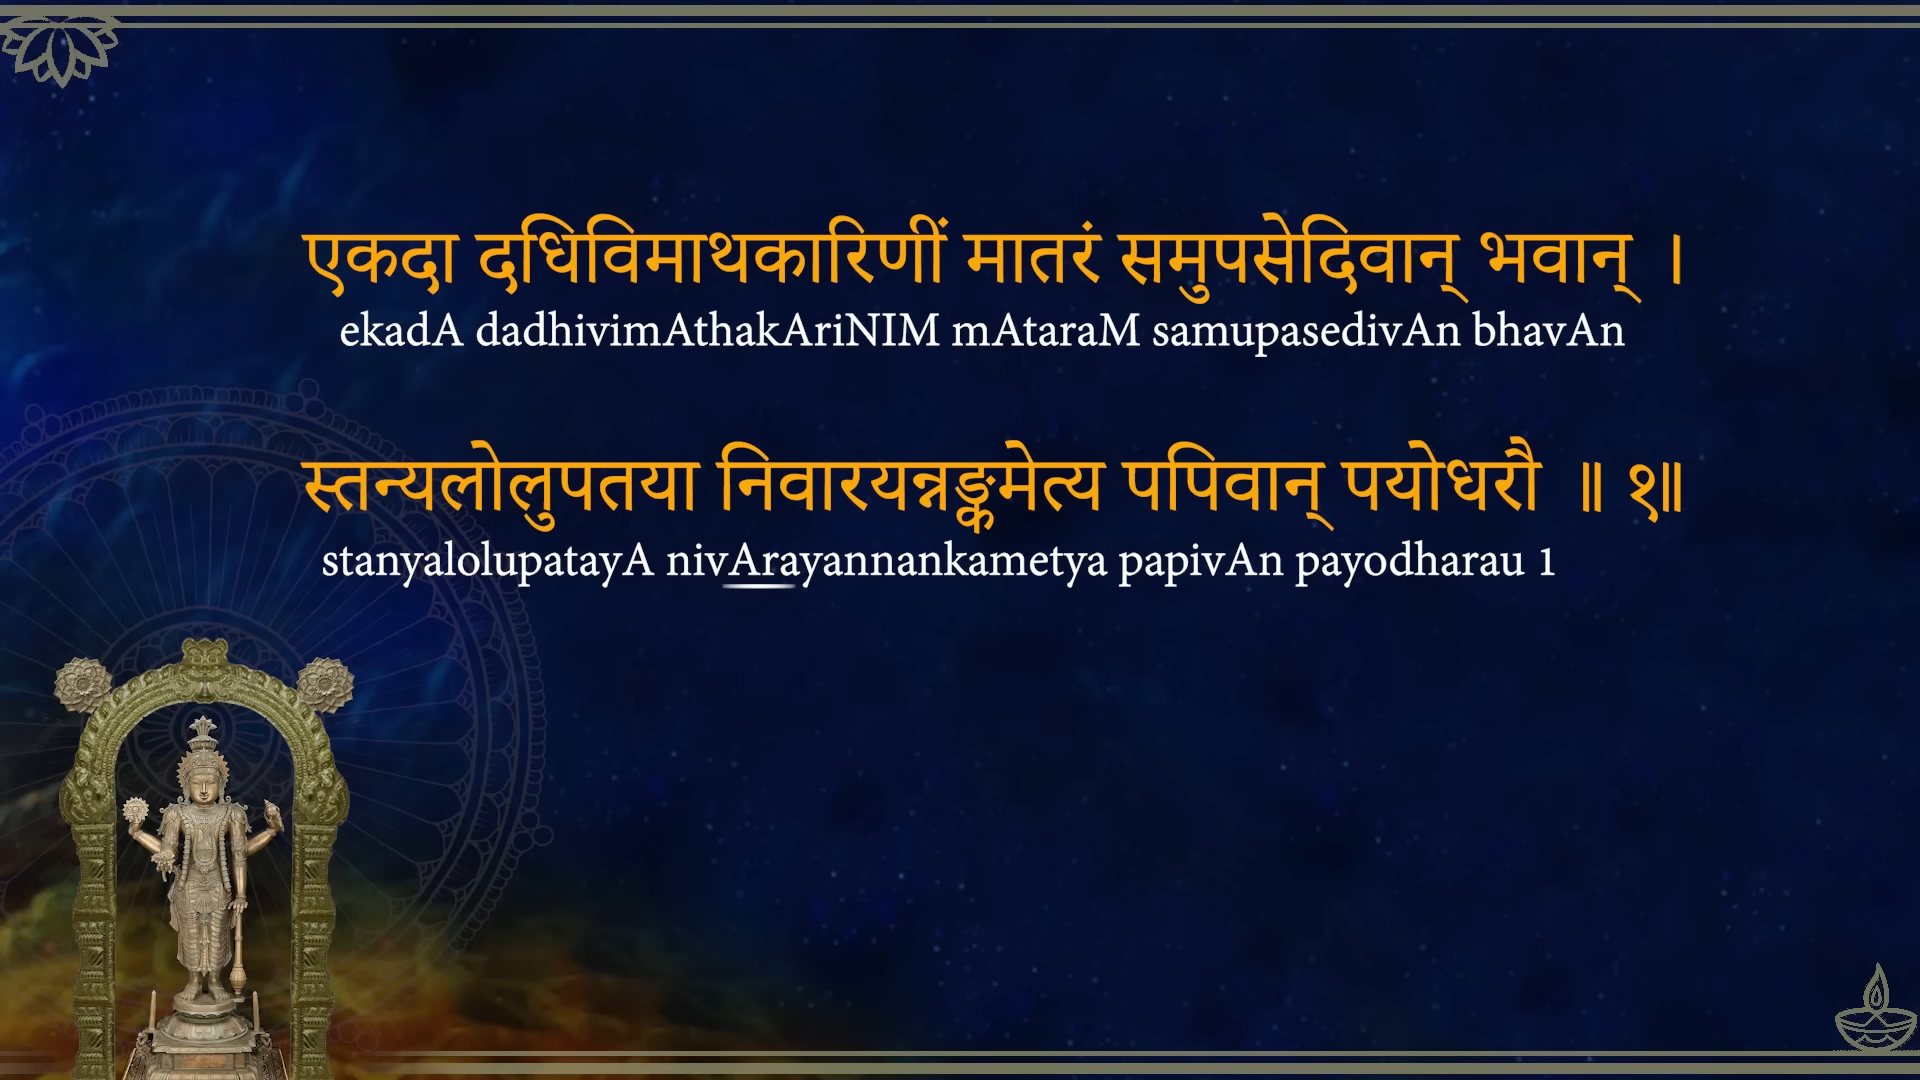 एकदा दधिविमाथकारिणीं मातरं समुपसेदिवान् भवान् ।
ekadA dadhivimAthakAriNIM mAtaraM samupasedivAn bhavAn
स्तन्यलोलुपतया निवारयन्नङ्कमेत्य पपिवान् पयोधरौ ॥ १॥
stanyalolupatayA nivArayannankametya papivAn payodharau 1